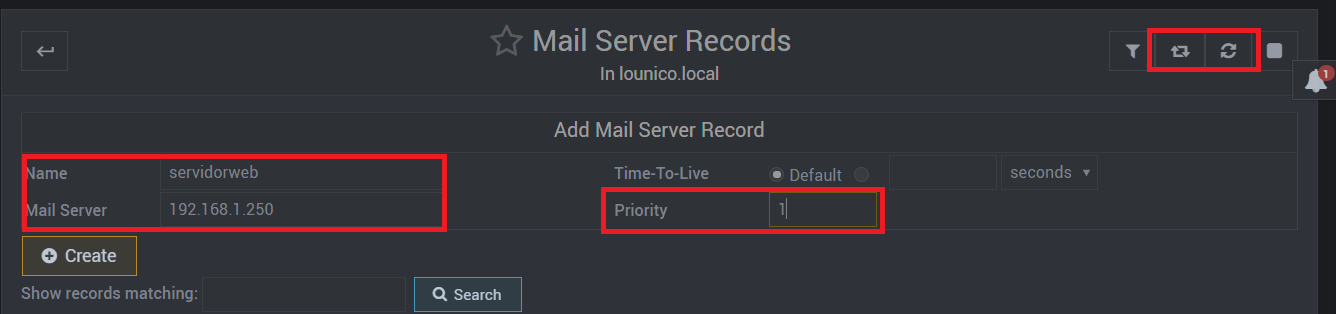 Mail Server Records
In lounico.local
1
Add Mail Server Record
Name servidorweb Time-To-Live Default seconds
Mail Server 192.168.1.250 Priority 1
Create
Show records matching: Search